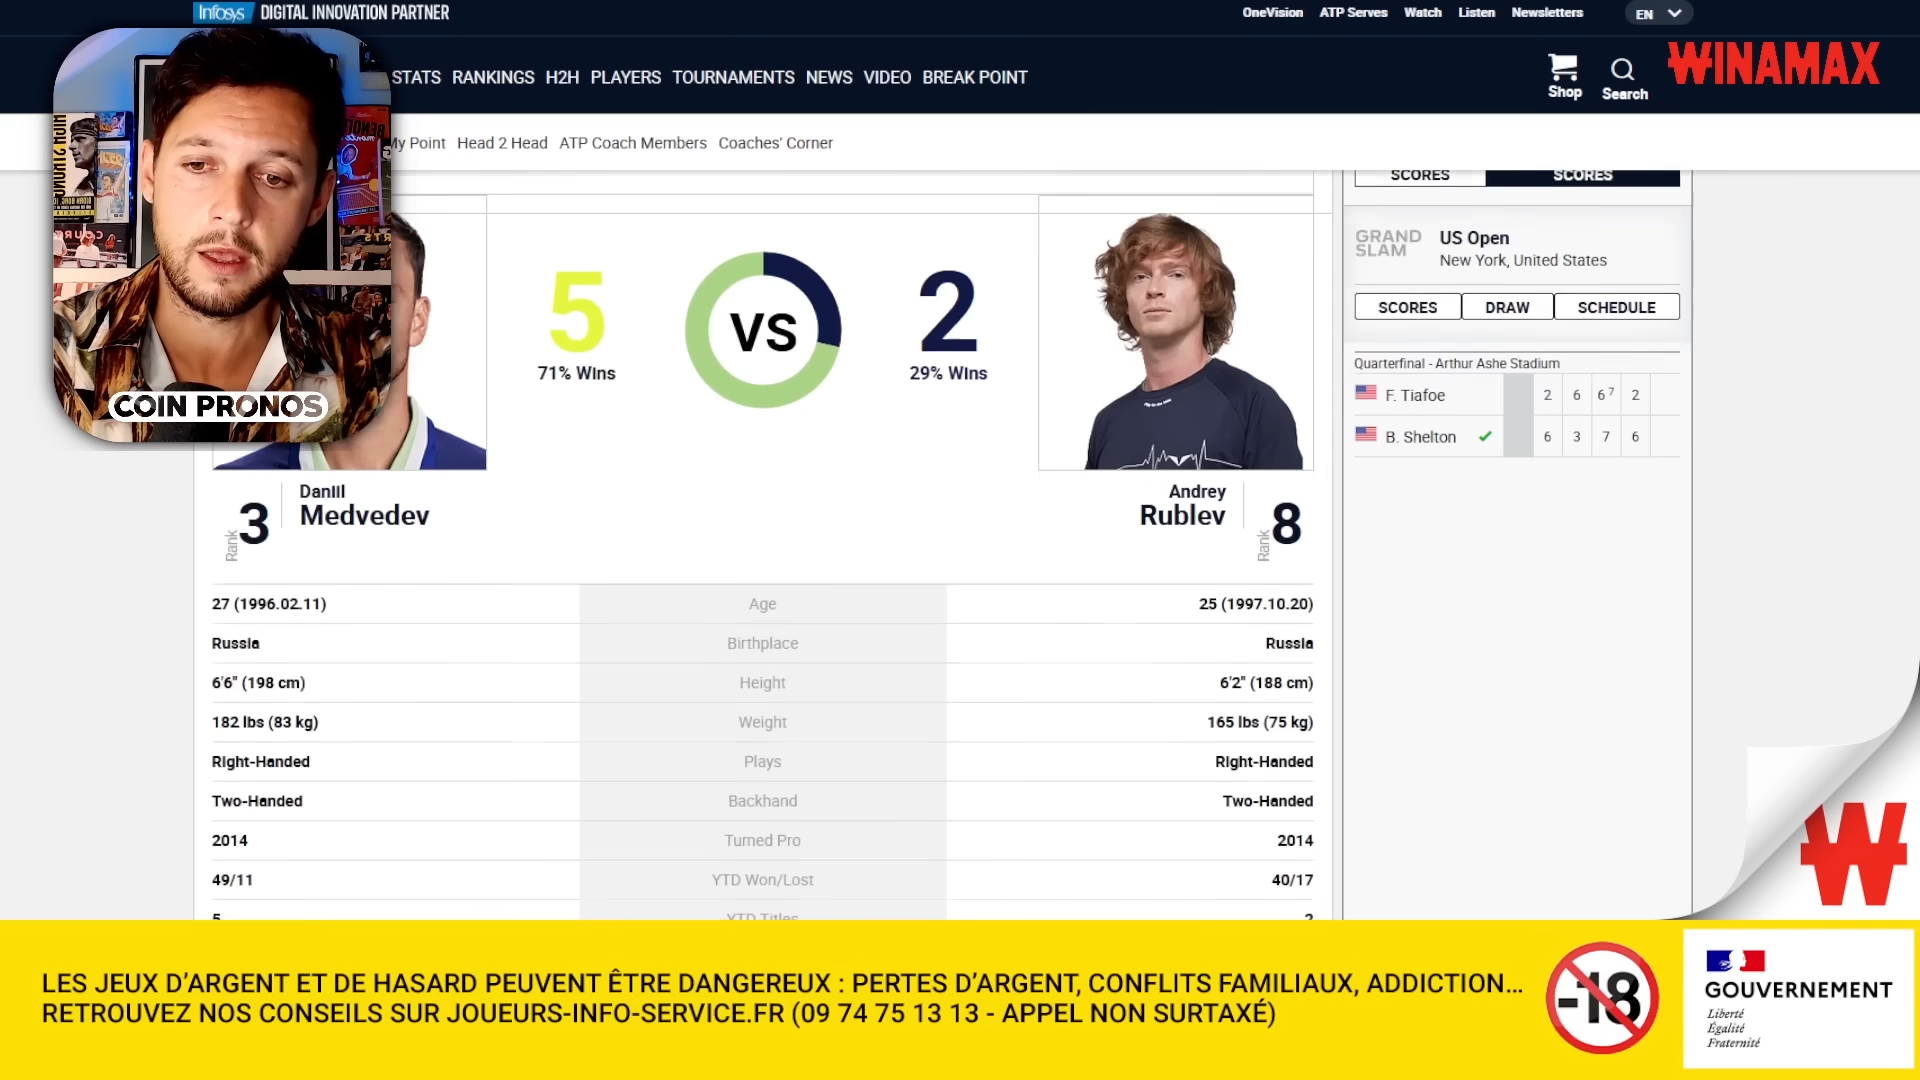 Infosys DIGITAL INNOVATION PARTNER
OneVision ATP Serves Watch Listen Newsletters EN
STATS RANKINGS H2H PLAYERS TOURNAMENTS NEWS VIDEO BREAK POINT
Shop
Search
WINAMAX
My Point Head 2 Head ATP Coach Members Coaches' Corner
COIN PRONOS
5
71% Wins
VS
2
29% Wins
Rank
3
Daniil
Medvedev
Andrey
Rublev
Rank
8
27 (1996.02.11) Age 25 (1997.10.20)
Russia Birthplace Russia
6'6" (198 cm) Height 6'2" (188 cm)
182 lbs (83 kg) Weight 165 lbs (75 kg)
Right-Handed Plays Right-Handed
Two-Handed Backhand Two-Handed
2014 Turned Pro 2014
49/11 YTD Won/Lost 40/17
5 YTD Titles 2
SCORES SCORES
GRAND
SLAM
US Open
New York, United States
SCORES DRAW SCHEDULE
Quarterfinal - Arthur Ashe Stadium
F. Tiafoe 2 6 6 7 2
B. Shelton 6 3 7 6
W
LES JEUX D'ARGENT ET DE HASARD PEUVENT ÊTRE DANGEREUX : PERTES D'ARGENT, CONFLITS FAMILIAUX, ADDICTION...
RETROUVEZ NOS CONSEILS SUR JOUEURS-INFO-SERVICE.FR (09 74 75 13 13 - APPEL NON SURTAXÉ)
-18
GOUVERNEMENT
Liberté
Égalité
Fraternité